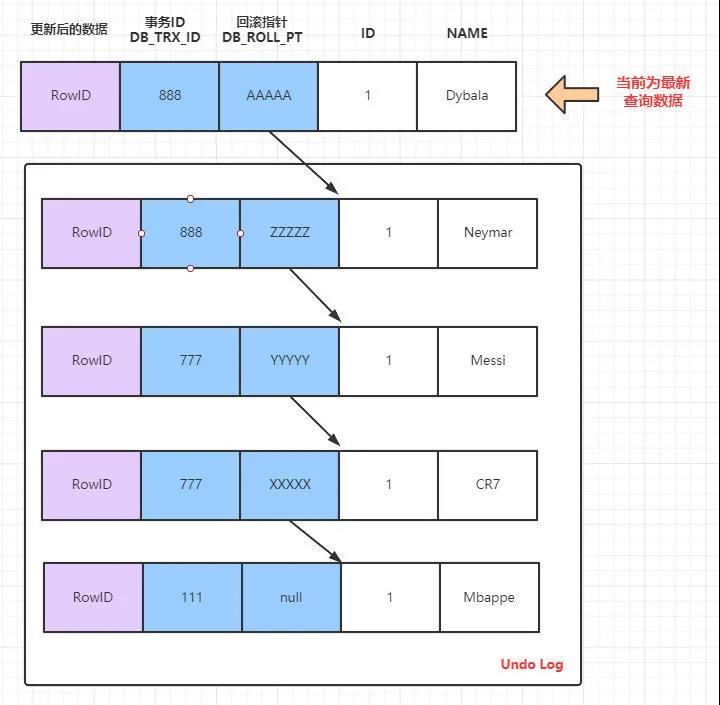 更新后的数据
事务ID
DB_TRX_ID
回滚指针
DB_ROLL_PT
ID
NAME
RowID
888
AAAAA
1
Dybala
当前为最新
查询数据
RowID
888
ZZZZZ
1
Neymar
RowID
777
YYYYY
1
Messi
RowID
777
XXXXX
1
CR7
RowID
111
null
1
Mbappe
Undo Log